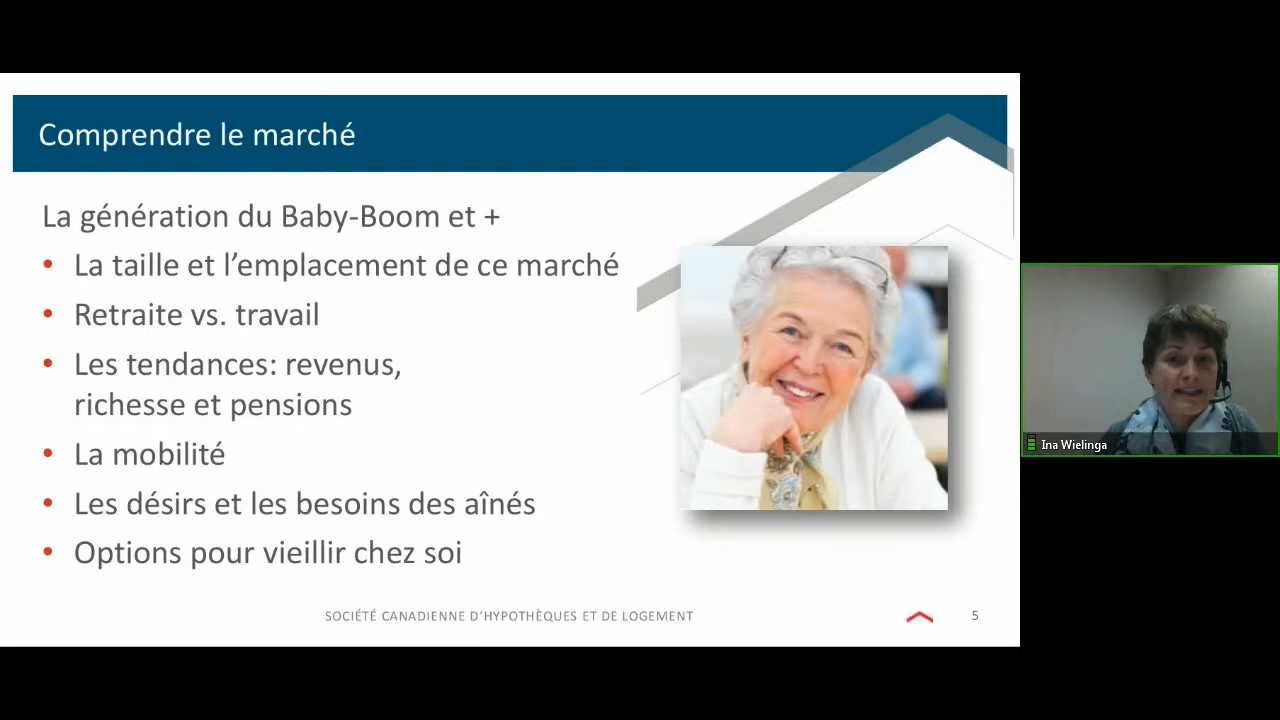 Comprendre le marché
La génération du Baby-Boom et +
• La taille et l’emplacement de ce marché
• Retraite vs. travail
• Les tendances: revenus,
richesse et pensions
• La mobilité
• Les désirs et les besoins des aînés
• Options pour vieillir chez soi
SOCIÉTÉ CANADIENNE D’HYPOTHÈQUES ET DE LOGEMENT
5
Ina Wielinga